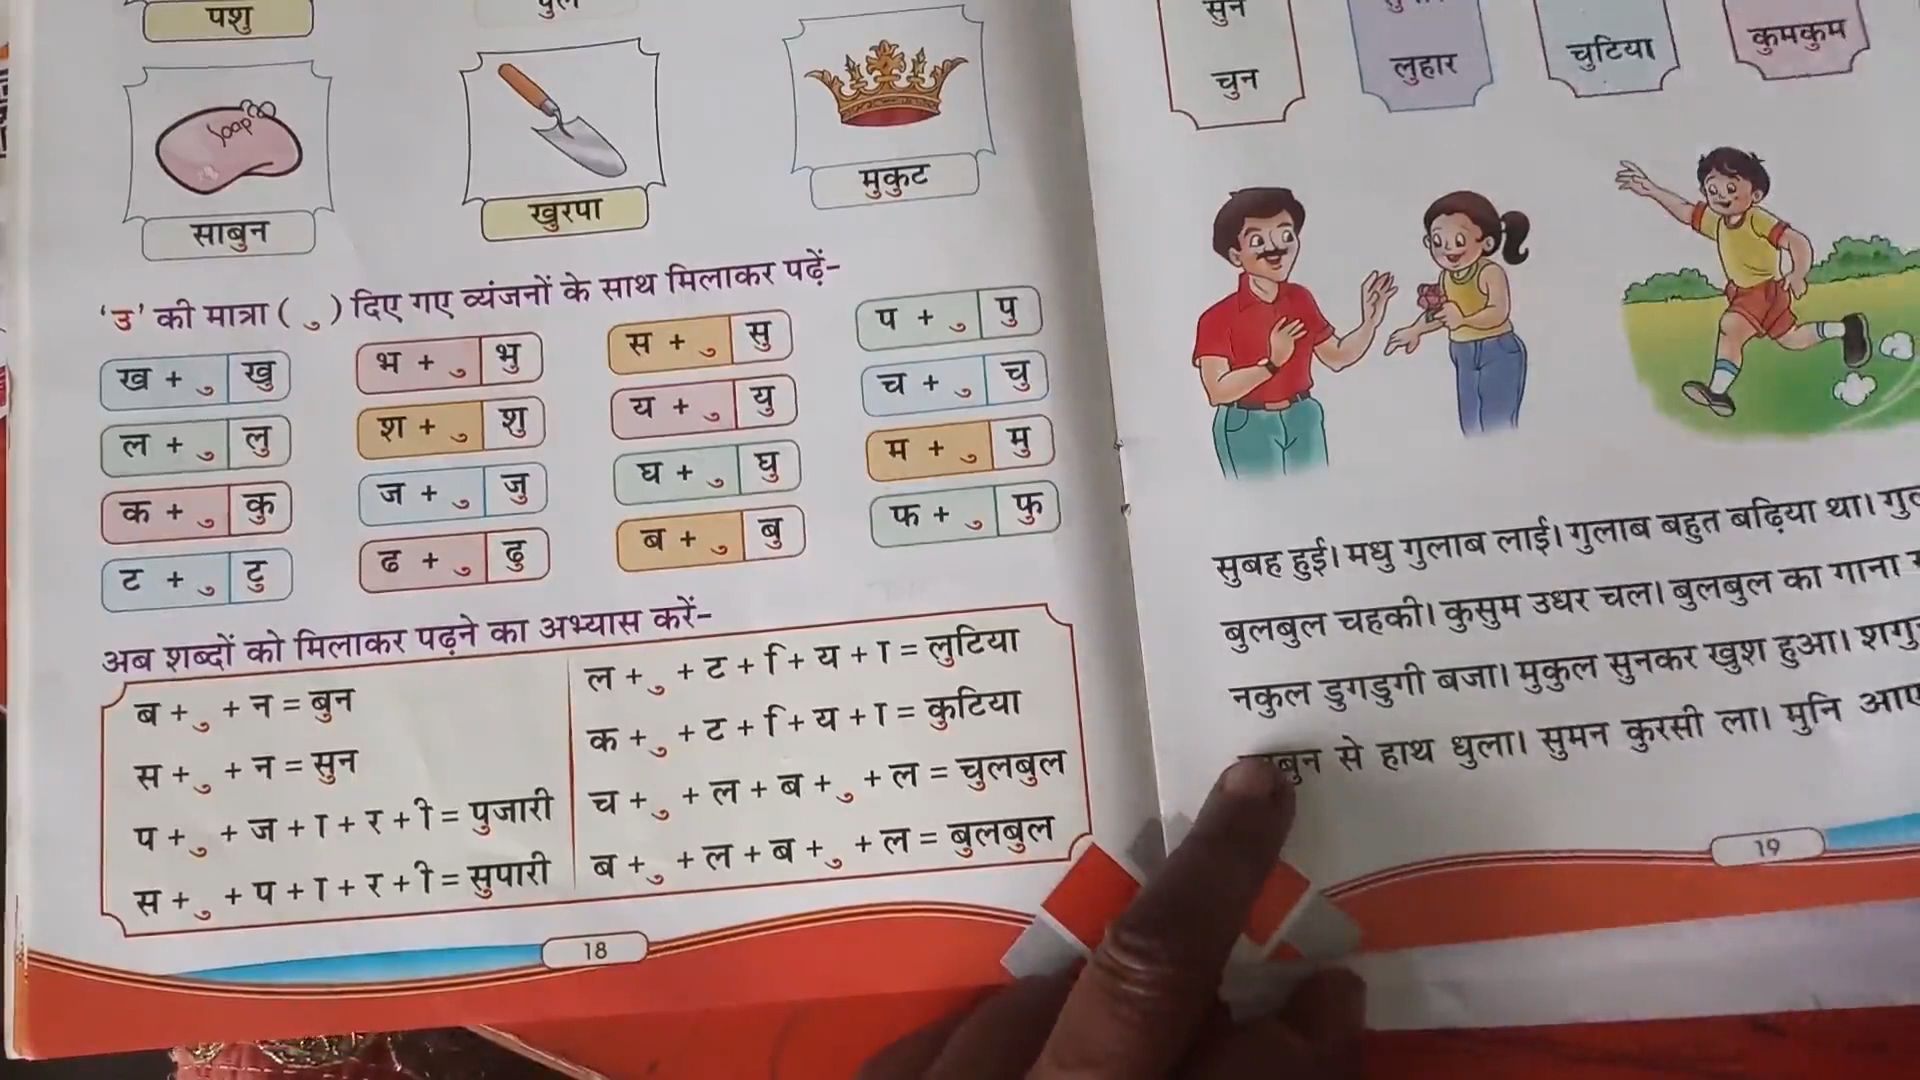 पशु
Soap
साबुन
खुरपा
मुकुट
'उ' की मात्रा ( ु ) दिए गए व्यंजनों के साथ मिलाकर पढ़ें-
ख + ु खु
भ + ु भु
स + ु सु
प + ु पु
ल + ु लु
श + ु शु
य + ु यु
च + ु चु
क + ु कु
ज + ु जु
घ + ु घु
म + ु मु
ट + ु टु
ढ + ु ढु
ब + ु बु
फ + ु फु
अब शब्दों को मिलाकर पढ़ने का अभ्यास करें-
ब + ु + न = बुन
स + ु + न = सुन
प + ु + ज + ा + र + ी = पुजारी
स + ु + प + ा + र + ी = सुपारी
ल + ु + ट + ि + य + ा = लुटिया
क + ु + ट + ि + य + ा = कुटिया
च + ु + ल + ब + ु + ल = चुलबुल
ब + ु + ल + ब + ु + ल = बुलबुल
18
सुन
चुन
लुहार
चुटिया
कुमकुम
सुबह हुई। मधु गुलाब लाई। गुलाब बहुत बढ़िया था।
बुलबुल चहकी। कुसुम उधर चल। बुलबुल का गाना
नकुल डुगडुगी बजा। मुकुल सुनकर खुश हुआ।
से हाथ धुला। सुमन कुरसी ला। मुनि
19